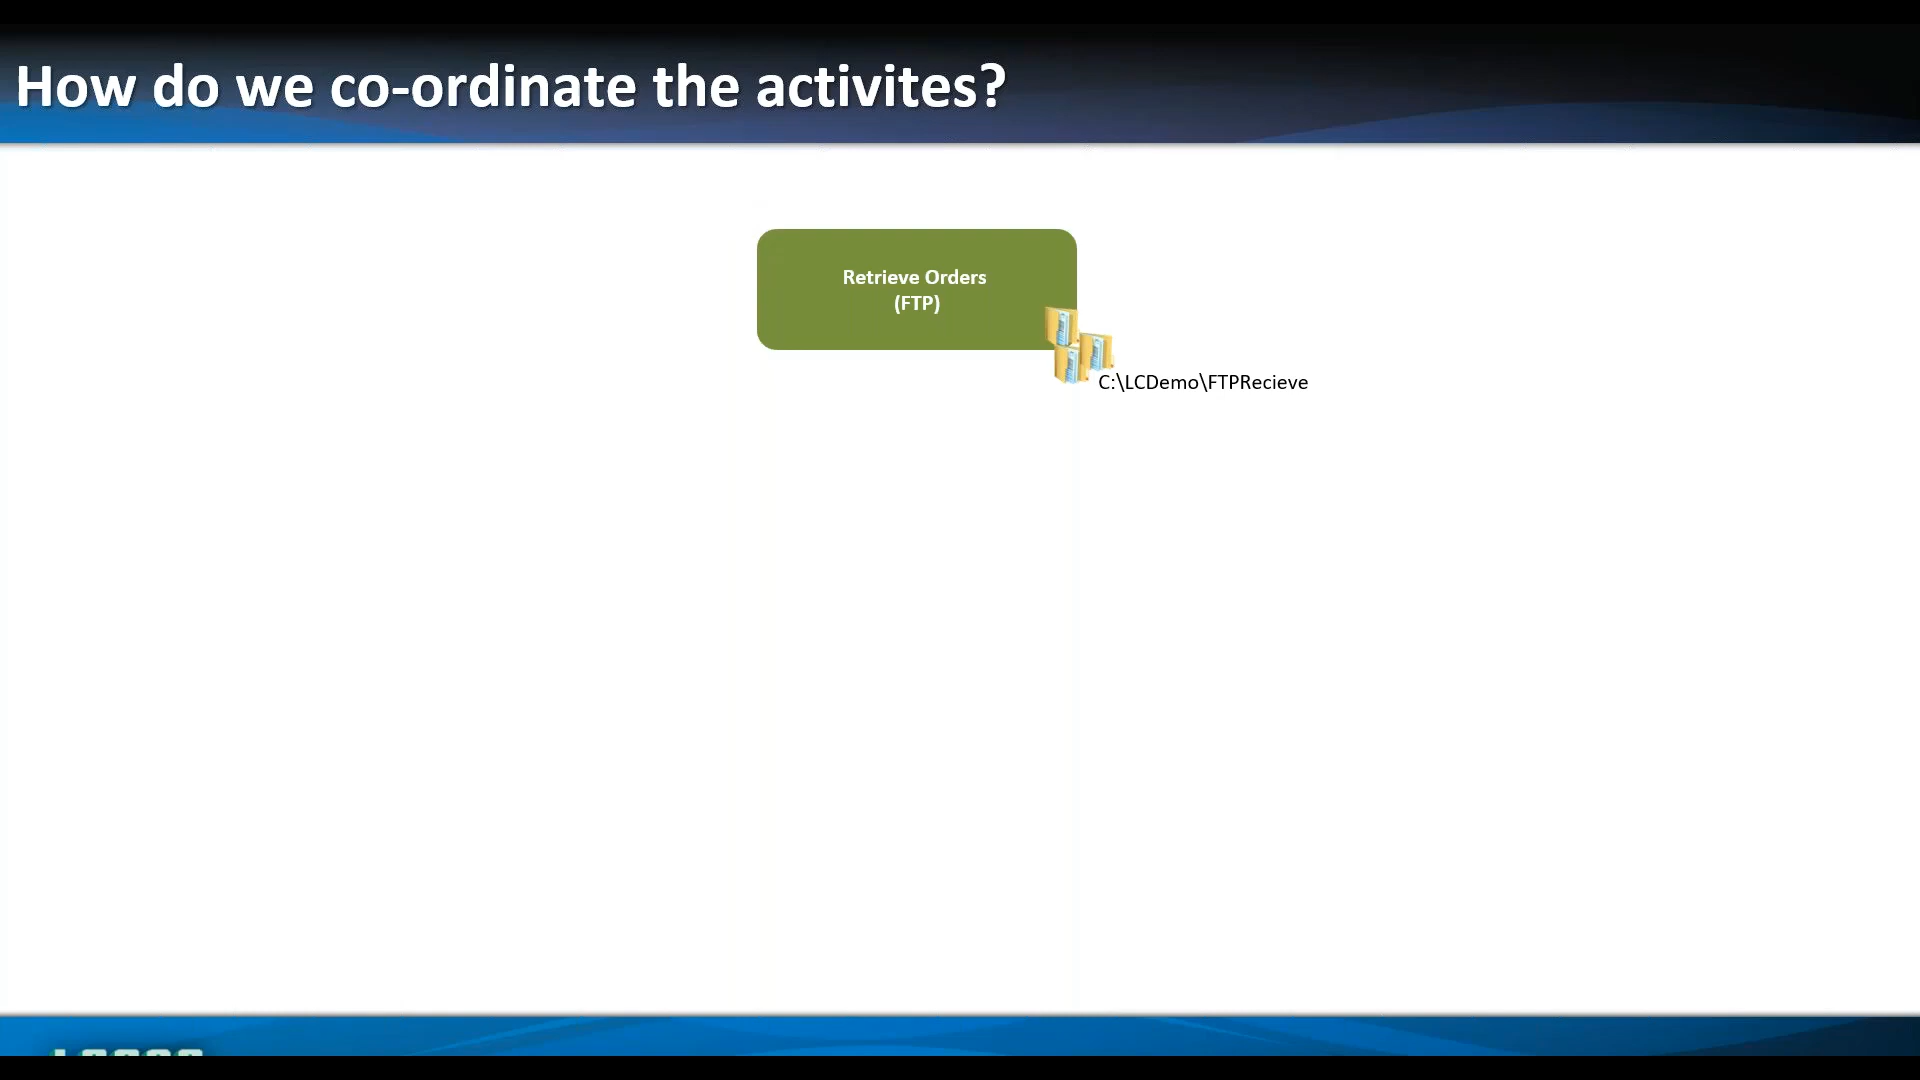 How do we co-ordinate the activites?
Retrieve Orders
(FTP)
C:\LCDemo\FTPRecieve